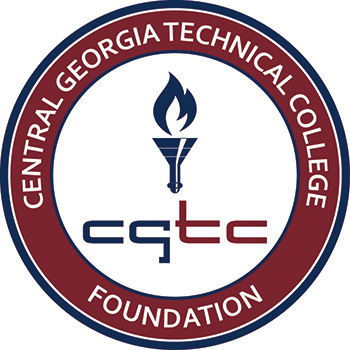 CENTRAL GEORGIA TECHNICAL COLLEGE
cgtc
FOUNDATION